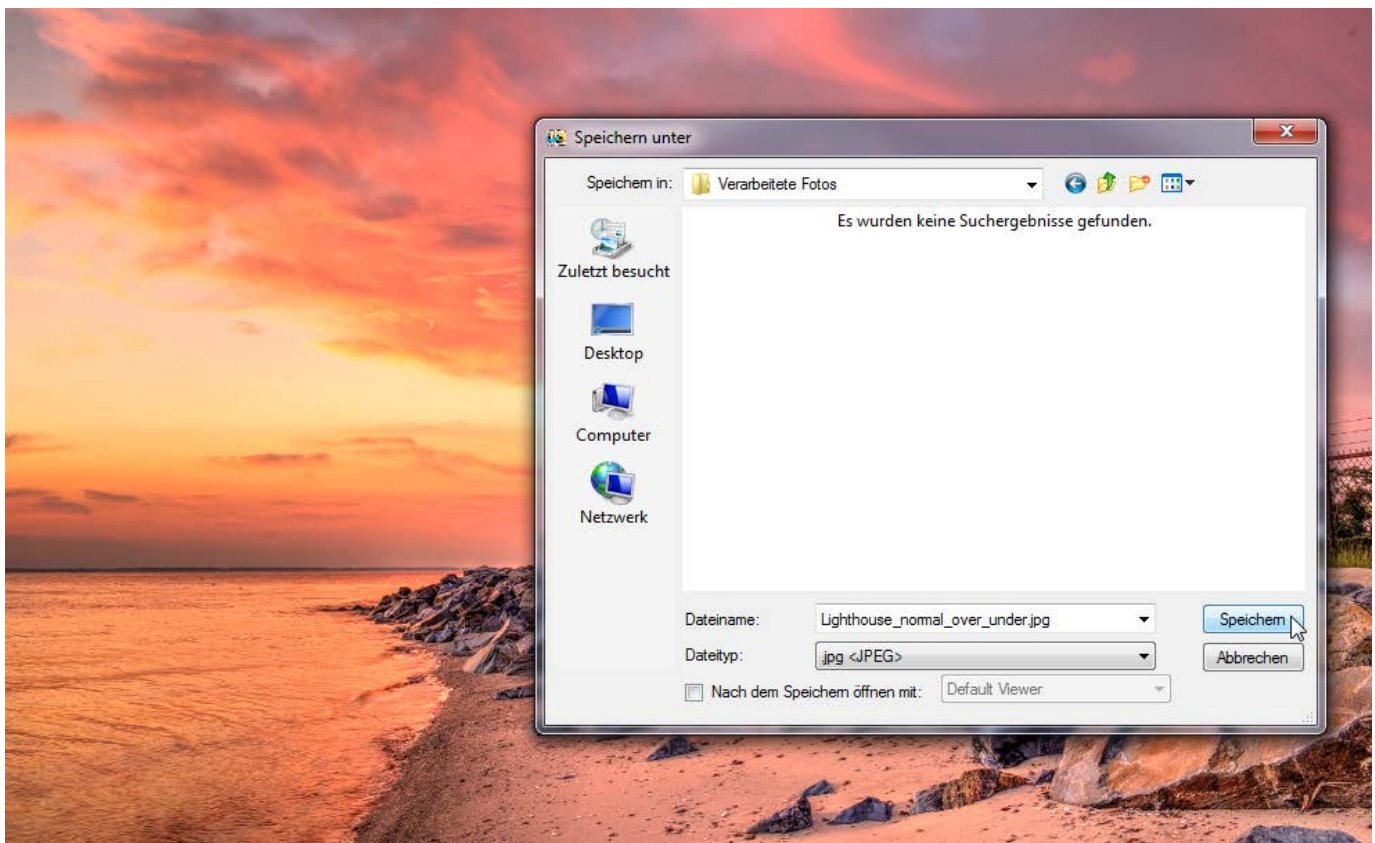 Speichern unter
Speichern in:
Verarbeitete Fotos
Es wurden keine Suchergebnisse gefunden.
Zuletzt besucht
Desktop
Computer
Netzwerk
Dateiname:
Lighthouse_normal_over_under.jpg
Speichern
Dateityp:
.jpg <JPEG>
Abbrechen
Nach dem Speichern öffnen mit:
Default Viewer